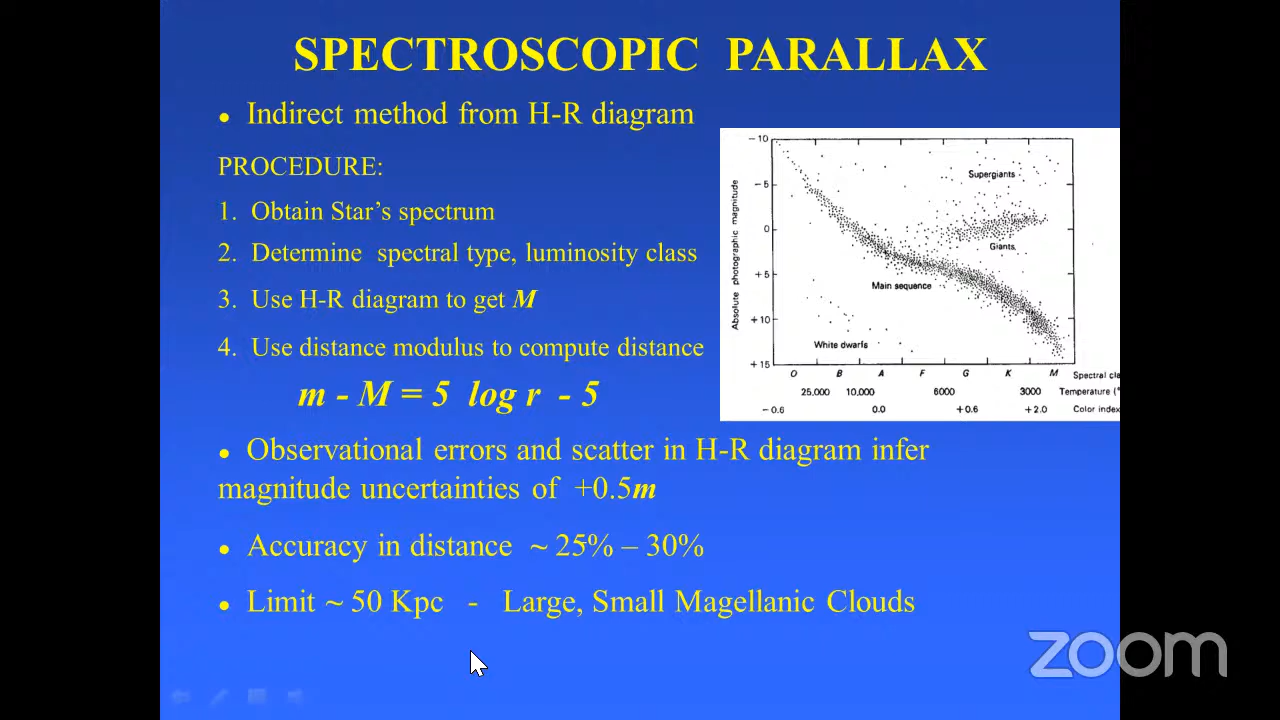 SPECTROSCOPIC PARALLAX
• Indirect method from H-R diagram
PROCEDURE:
1. Obtain Star's spectrum
2. Determine spectral type, luminosity class
3. Use H-R diagram to get M
4. Use distance modulus to compute distance
m - M = 5 log r - 5
• Observational errors and scatter in H-R diagram infer
magnitude uncertainties of +0.5m
• Accuracy in distance ~ 25% – 30%
• Limit ~ 50 Kpc - Large, Small Magellanic Clouds
Absolute photographic magnitude
−10
−5
0
+5
+10
+15
Supergiants
Giants
Main sequence
White dwarfs
O B A F G K M Spectral cla
25,000 10,000 6000 3000 Temperature (°
−0.6 0.0 +0.6 +2.0 Color index
zoom